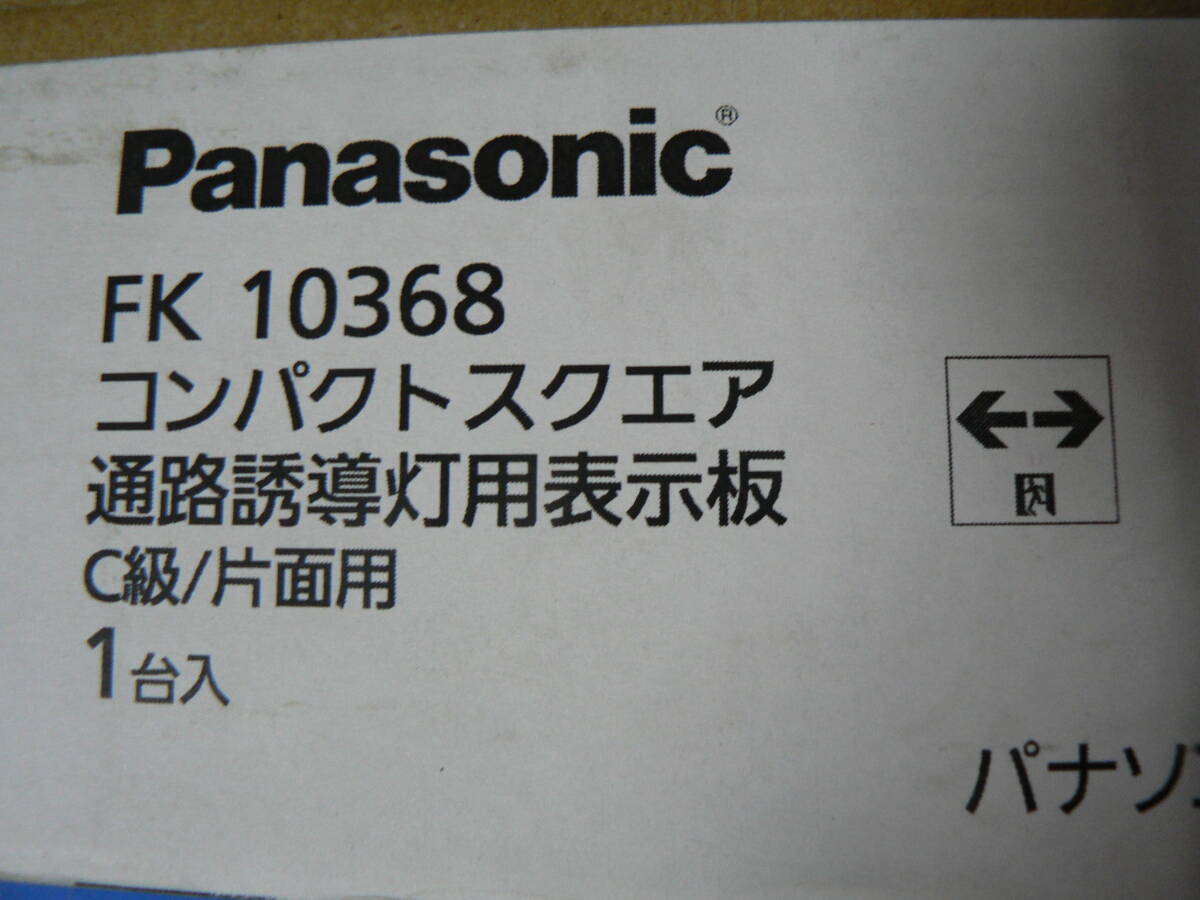 Panasonic®
FK 10368
コンパクトスクエア
通路誘導灯用表示板
C級/片面用
1台入
パナソ